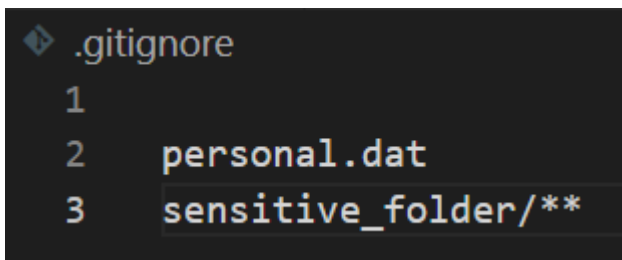 .gitignore
1
2 personal.dat
3 sensitive_folder/**